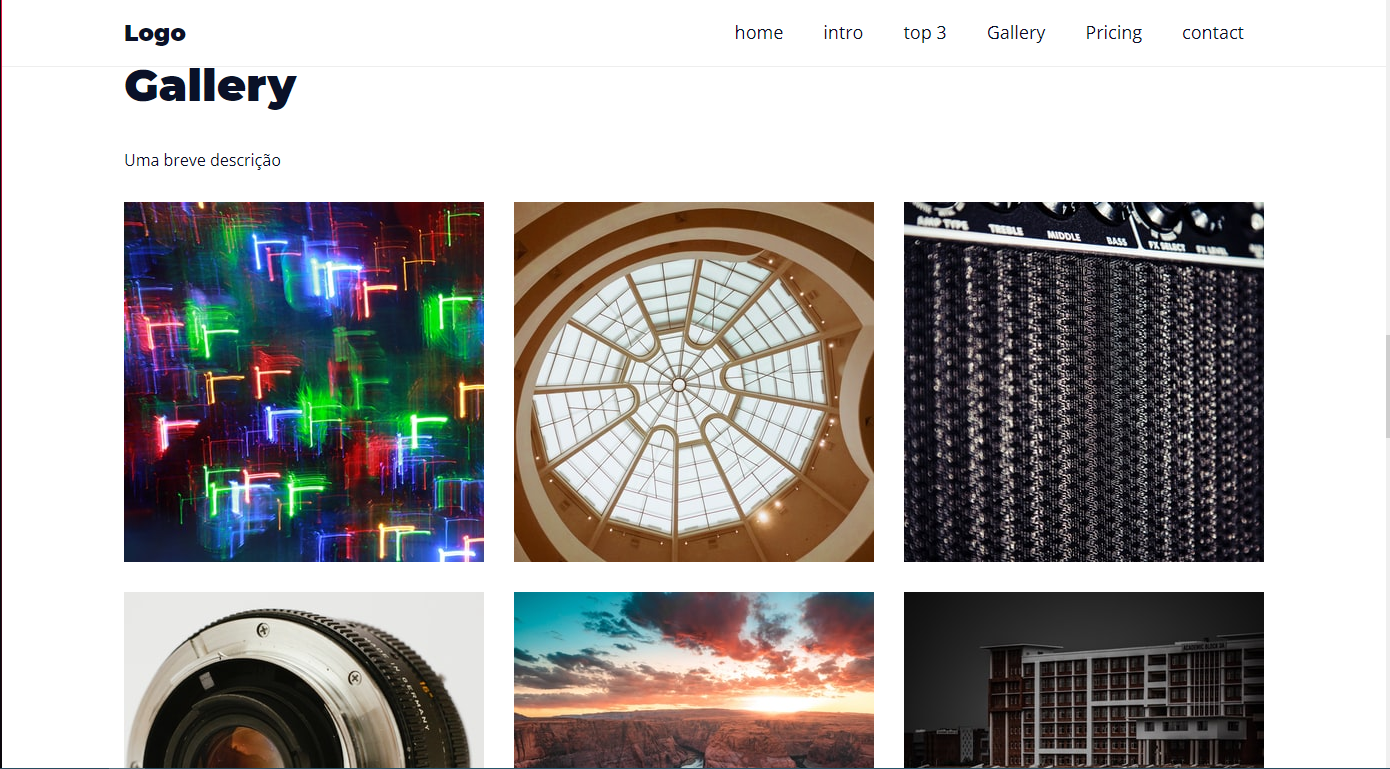 Logo
home intro top 3 Gallery Pricing contact
Gallery
Uma breve descrição
AMP TYPE TREBLE MIDDLE BASS FX SELECT FX LEVEL
GERMANY